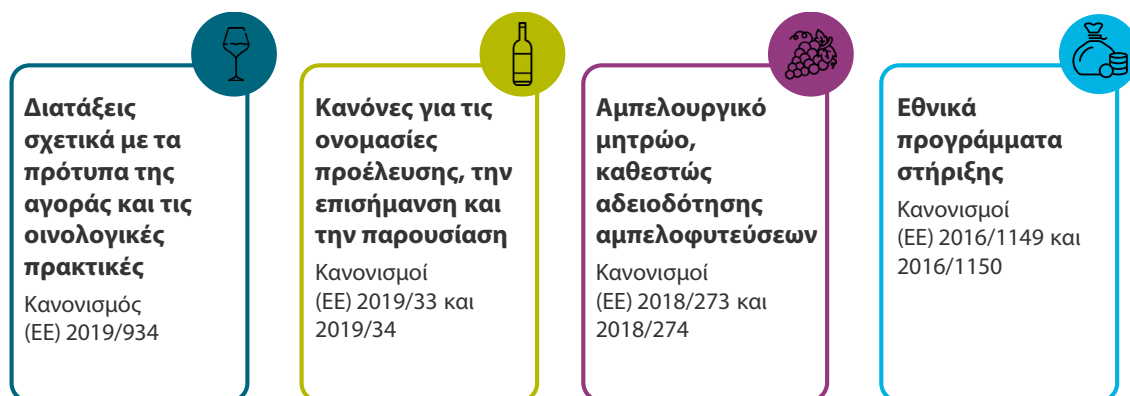 Διατάξεις
σχετικά με τα
πρότυπα της
αγοράς και τις
οινολογικές
πρακτικές
Κανονισμός
(ΕΕ) 2019/934
Κανόνες για τις
ονομασίες
προέλευσης, την
επισήμανση και
την παρουσίαση
Κανονισμοί
(ΕΕ) 2019/33 και
2019/34
Αμπελουργικό
μητρώο,
καθεστώς
αδειοδότησης
αμπελοφυτεύσεων
Κανονισμοί
(ΕΕ) 2018/273 και
2018/274
Εθνικά
προγράμματα
στήριξης
Κανονισμοί
(ΕΕ) 2016/1149 και
2016/1150